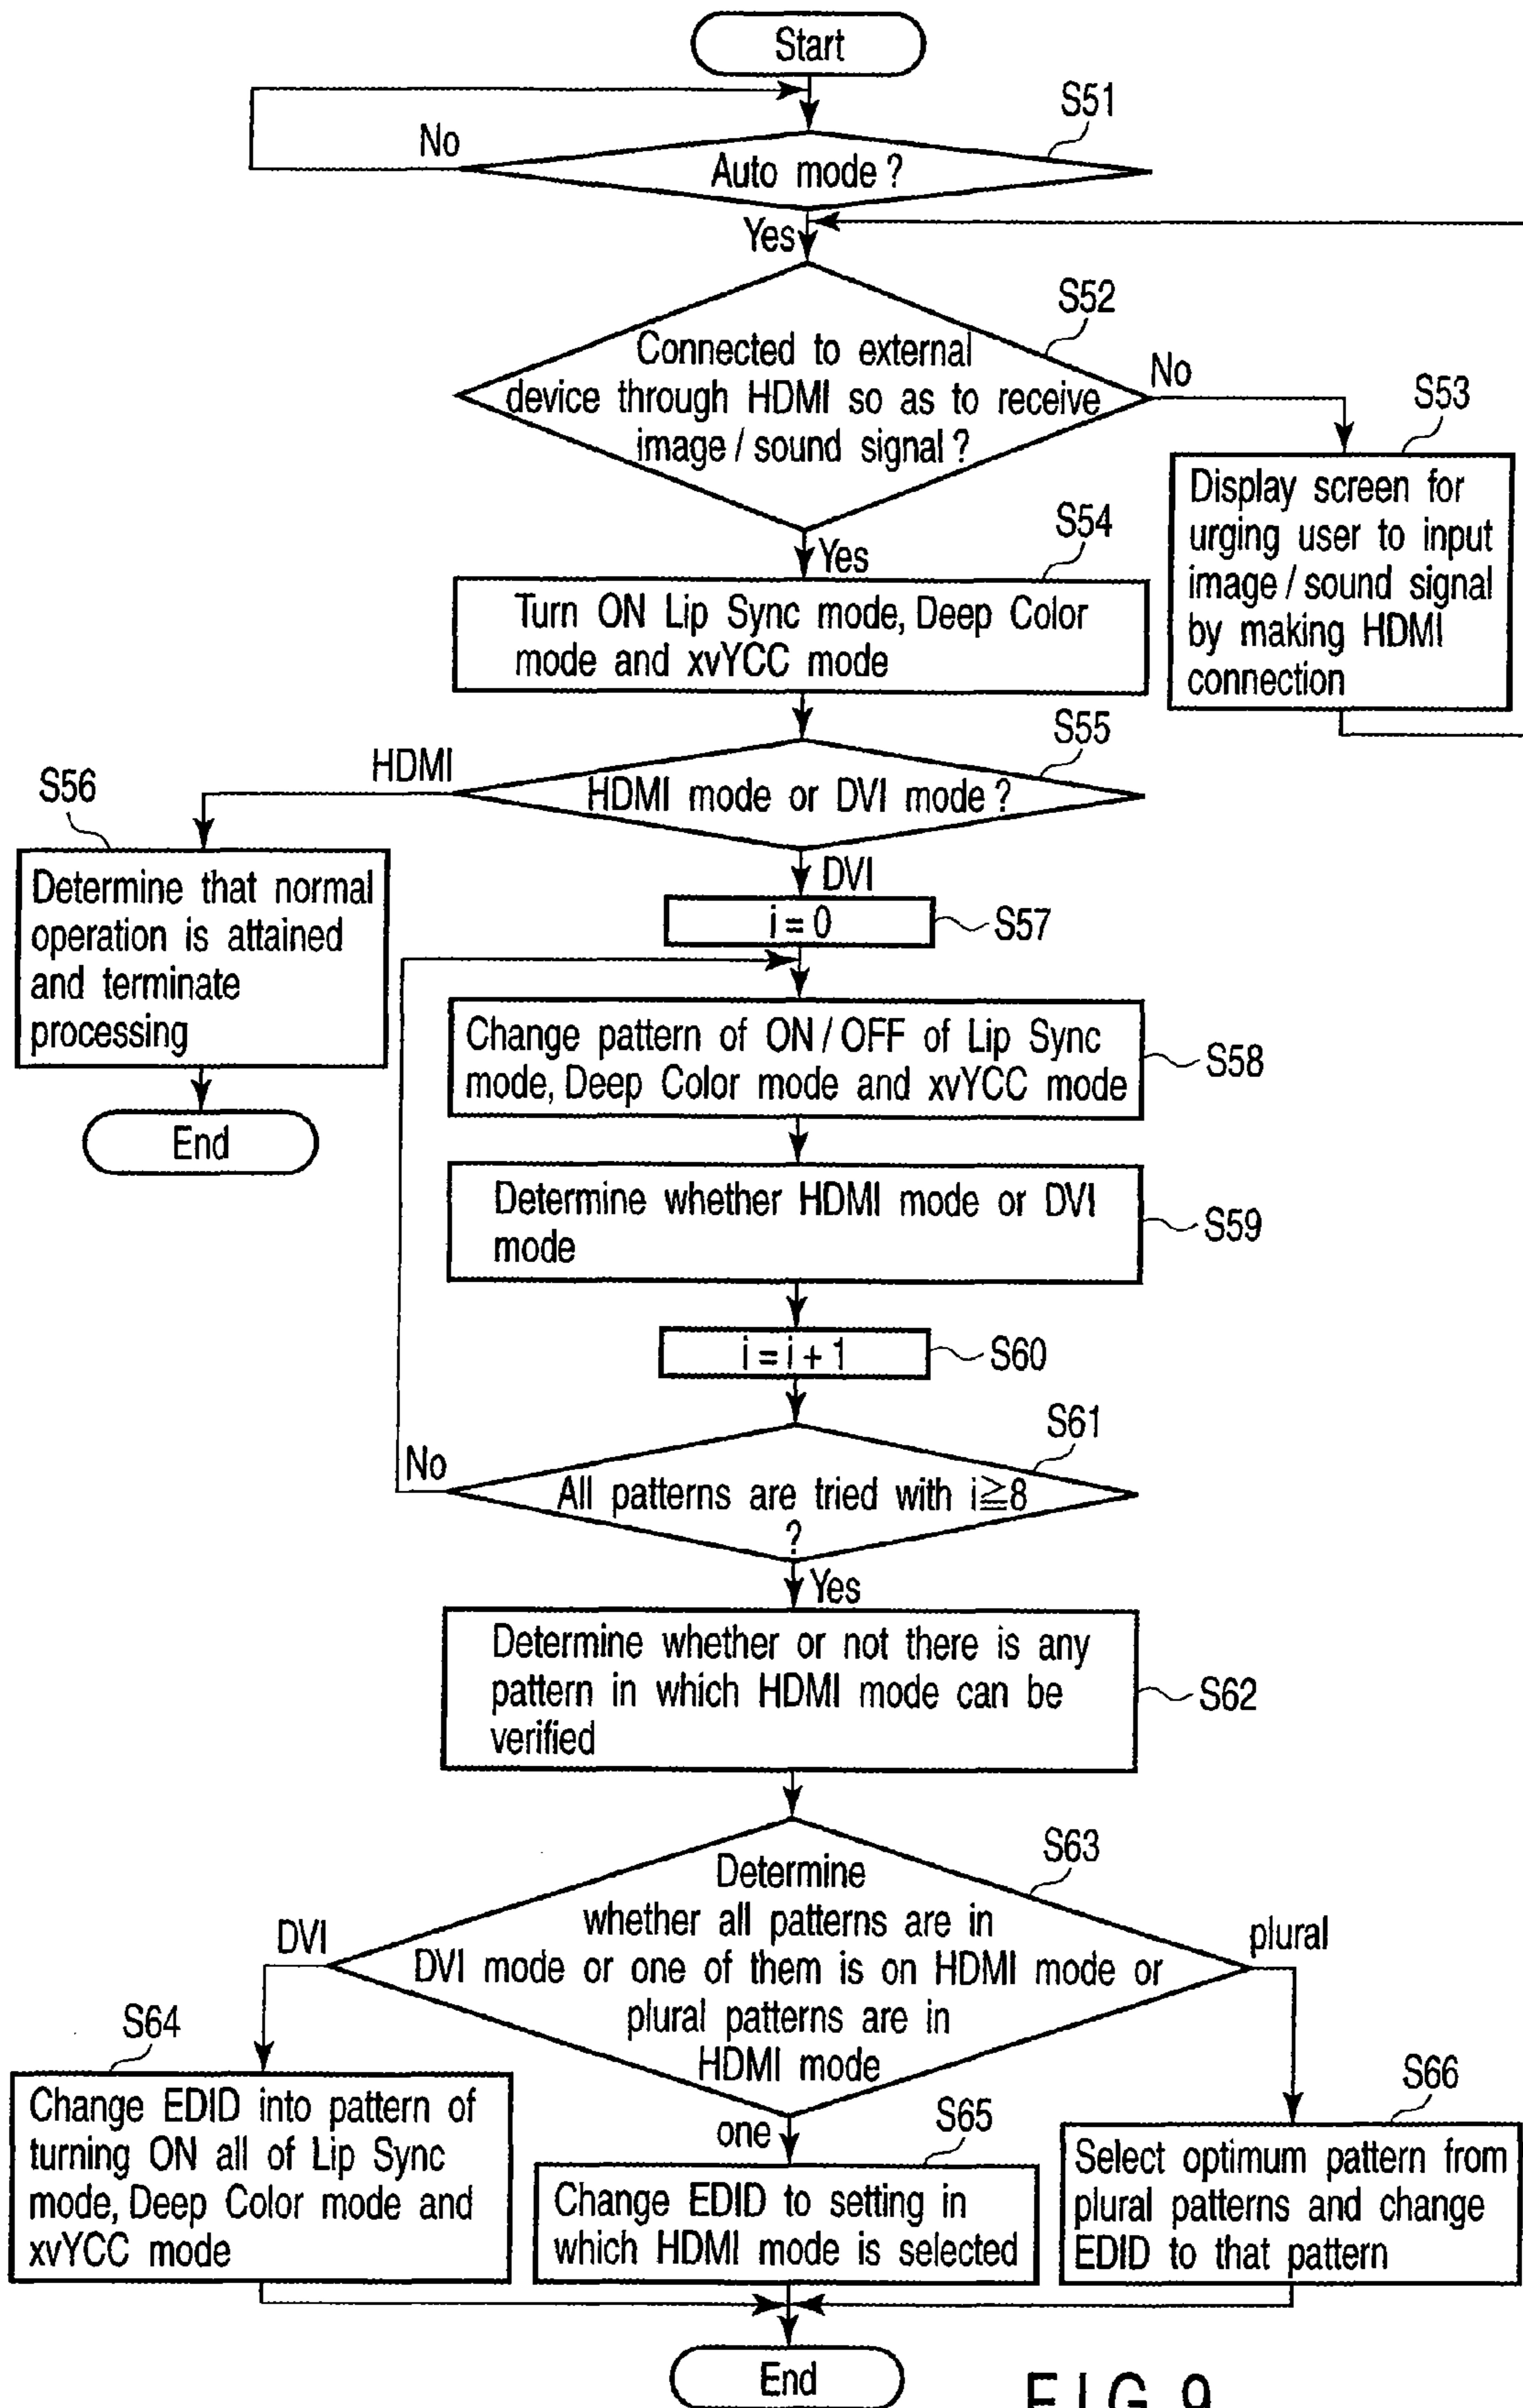 Start
S51
No
Auto mode ?
Yes
S52
Connected to external
device through HDMI so as to receive
image / sound signal ?
No
S53
Display screen for
urging user to input
image / sound signal
by making HDMI
connection
Yes
S54
Turn ON Lip Sync mode, Deep Color
mode and xvYCC mode
S55
HDMI
HDMI mode or DVI mode ?
S56
Determine that normal
operation is attained
and terminate
processing
End
DVI
i = 0
S57
Change pattern of ON / OFF of Lip Sync
mode, Deep Color mode and xvYCC mode
S58
Determine whether HDMI mode or DVI
mode
S59
i = i + 1
S60
S61
No
All patterns are tried with i≧8
?
Yes
Determine whether or not there is any
pattern in which HDMI mode can be
verified
S62
S63
Determine
whether all patterns are in
DVI mode or one of them is on HDMI mode or
plural patterns are in
HDMI mode
DVI
plural
one
S64
Change EDID into pattern of
turning ON all of Lip Sync
mode, Deep Color mode and
xvYCC mode
S65
Change EDID to setting in
which HDMI mode is selected
S66
Select optimum pattern from
plural patterns and change
EDID to that pattern
End
FIG. 9